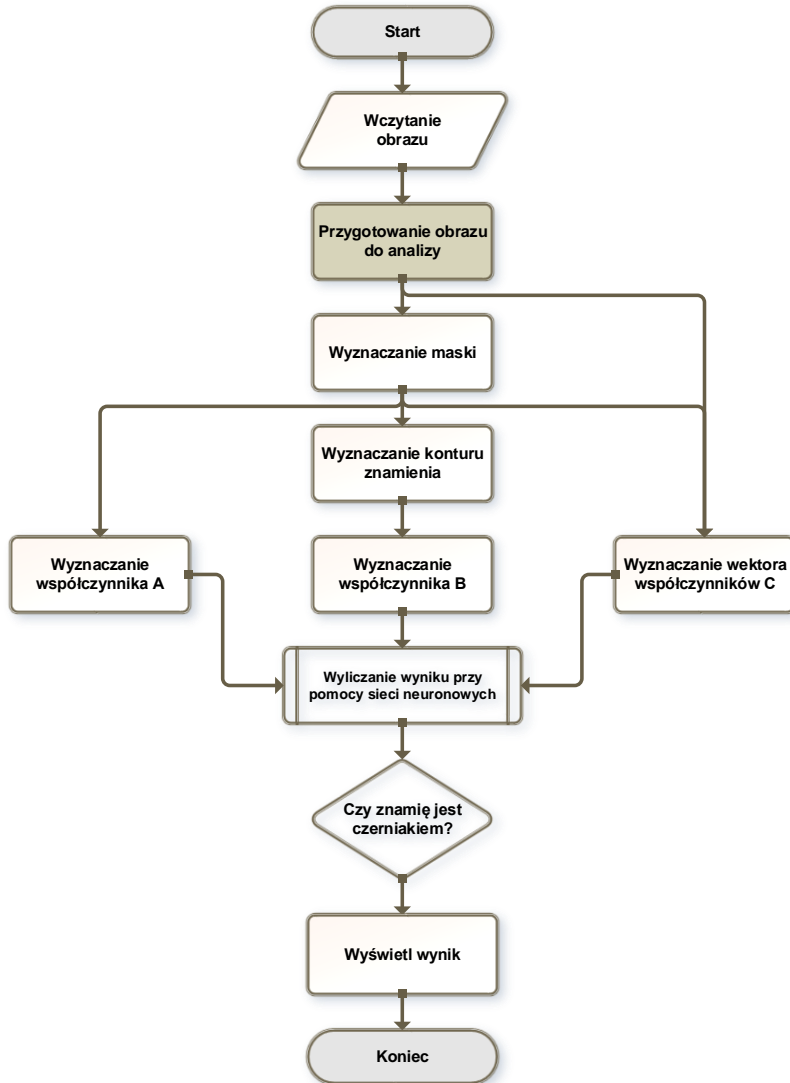 Start
Wczytanie
obrazu
Przygotowanie obrazu
do analizy
Wyznaczanie maski
Wyznaczanie konturu
znamienia
Wyznaczanie
współczynnika A
Wyznaczanie
współczynnika B
Wyznaczanie wektora
współczynników C
Wyliczanie wyniku przy
pomocy sieci neuronowych
Czy znamię jest
czerniakiem?
Wyświetl wynik
Koniec